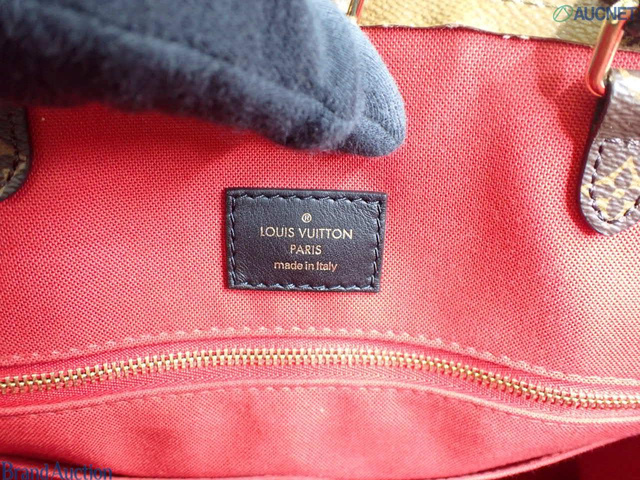 AUCNET
®
LOUIS VUITTON
PARIS
made in Italy
Brand Auction